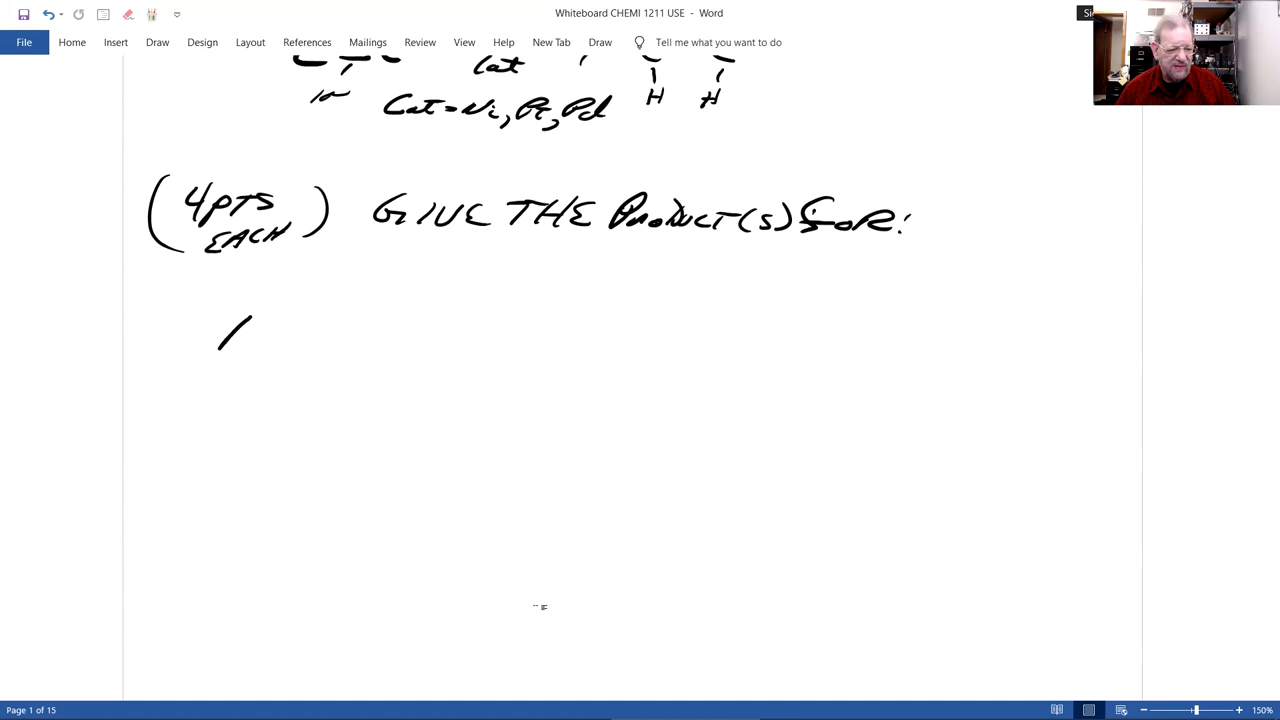 Whiteboard CHEMI 1211 USE - Word
File Home Insert Draw Design Layout References Mailings Review View Help New Tab Draw Tell me what you want to do
Cat
H H
Cat = Ni, Pt, Pd
(4pts EACH) GIVE THE PRODUCT(S) FOR:
Page 1 of 15
150%